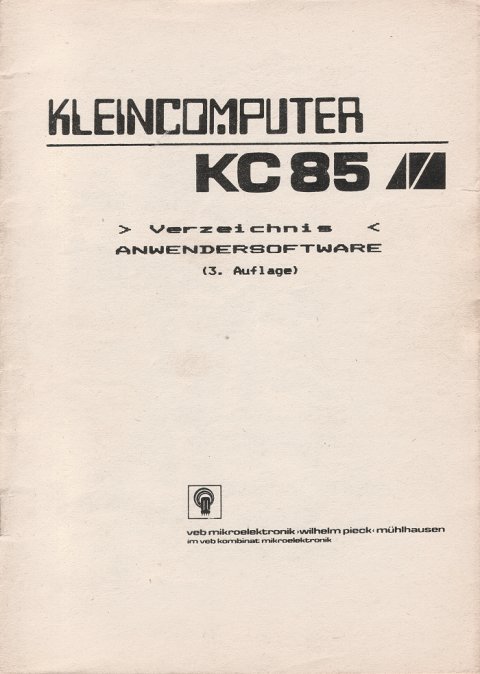 KLEINCOMPUTER
KC 85
> Verzeichnis <
ANWENDERSOFTWARE
(3. Auflage)
veb mikroelektronik ›wilhelm pieck‹ mühlhausen
im veb kombinat mikroelektronik